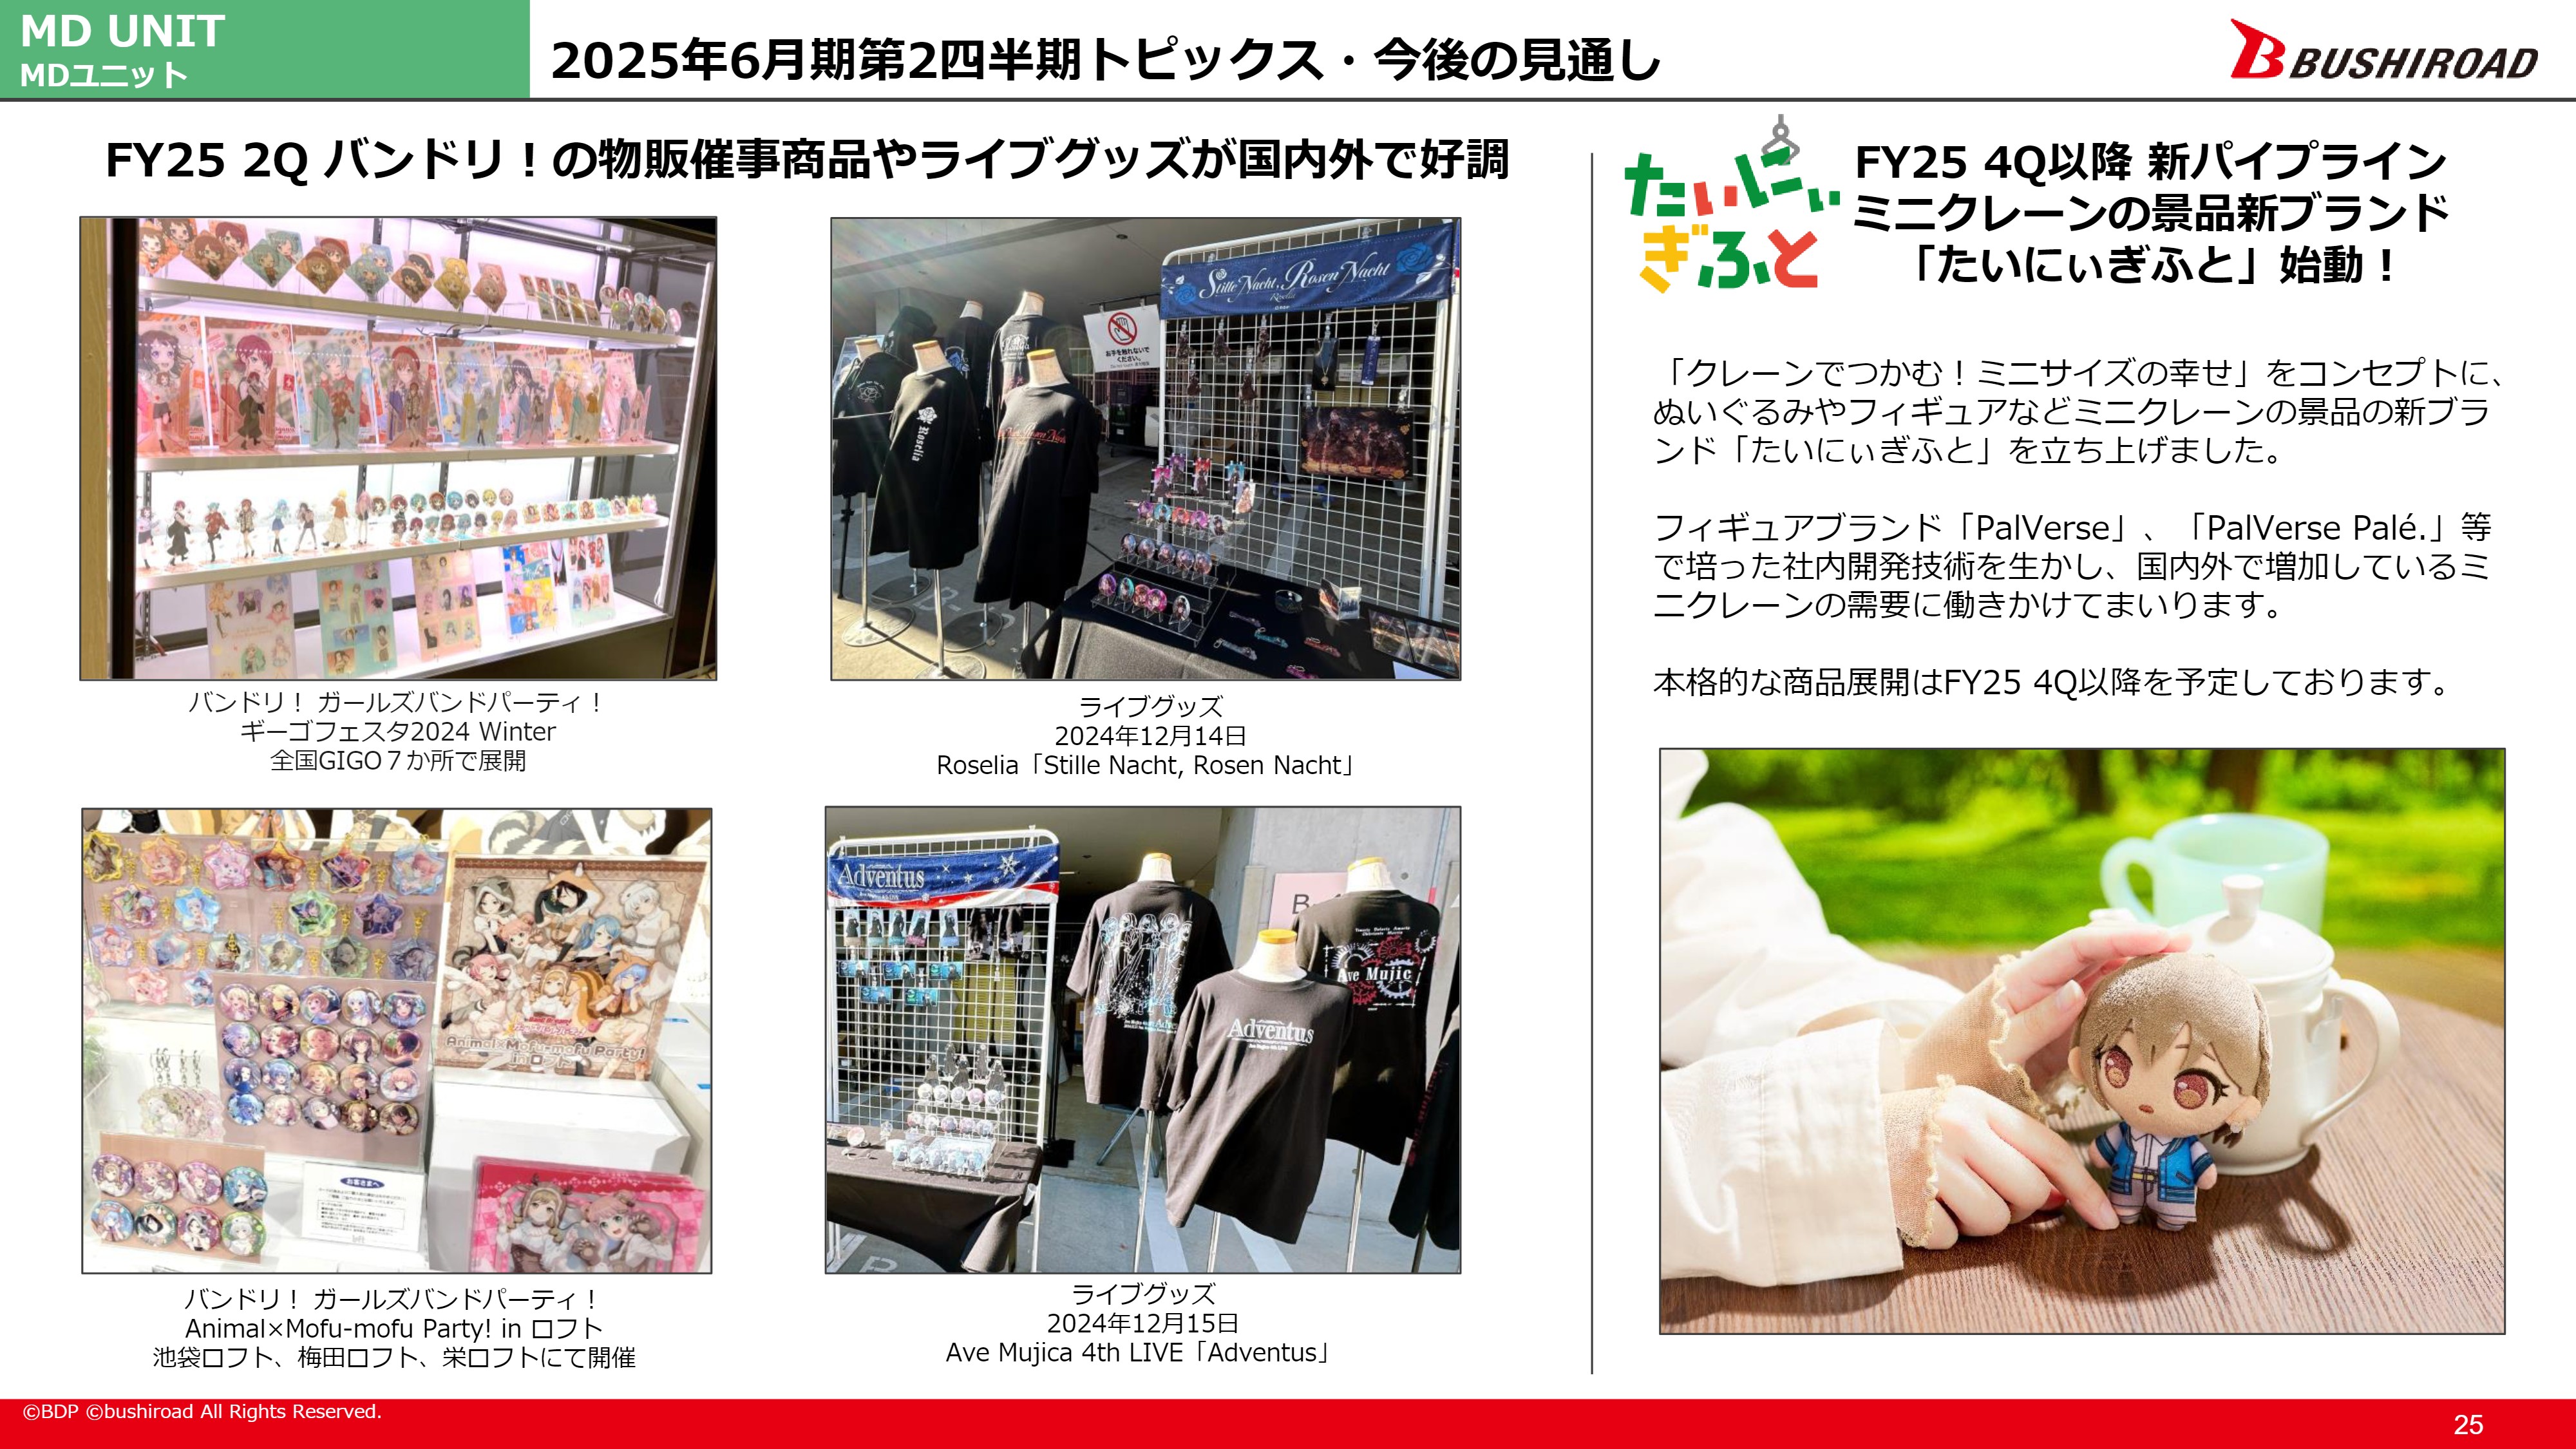 MD UNIT
MDユニット
2025年6月期第2四半期トピックス・今後の見通し
BUSHIROAD
FY25 2Q バンドリ！の物販催事商品やライブグッズが国内外で好調
Stille Nacht, Rosen Nacht
Roselia
お手を触れないで
ください。
Roselia
バンドリ！ ガールズバンドパーティ！
ギーゴフェスタ2024 Winter
全国GIGO７か所で展開
ライブグッズ
2024年12月14日
Roselia「Stille Nacht, Rosen Nacht」
Animal×Mofu-mofu Party!
in ロフト
お客さまへ
loft
Adventus
B
Ave Mujic
Adventus
バンドリ！ ガールズバンドパーティ！
Animal×Mofu-mofu Party! in ロフト
池袋ロフト、梅田ロフト、栄ロフトにて開催
ライブグッズ
2024年12月15日
Ave Mujica 4th LIVE「Adventus」
たいにぃ
ぎふと
FY25 4Q以降 新パイプライン
ミニクレーンの景品新ブランド
「たいにぃぎふと」始動！
「クレーンでつかむ！ミニサイズの幸せ」をコンセプトに、
ぬいぐるみやフィギュアなどミニクレーンの景品の新ブラ
ンド「たいにぃぎふと」を立ち上げました。
フィギュアブランド「PalVerse」、「PalVerse Palé.」等
で培った社内開発技術を生かし、国内外で増加しているミ
ニクレーンの需要に働きかけてまいります。
本格的な商品展開はFY25 4Q以降を予定しております。
©BDP ©bushiroad All Rights Reserved.
25